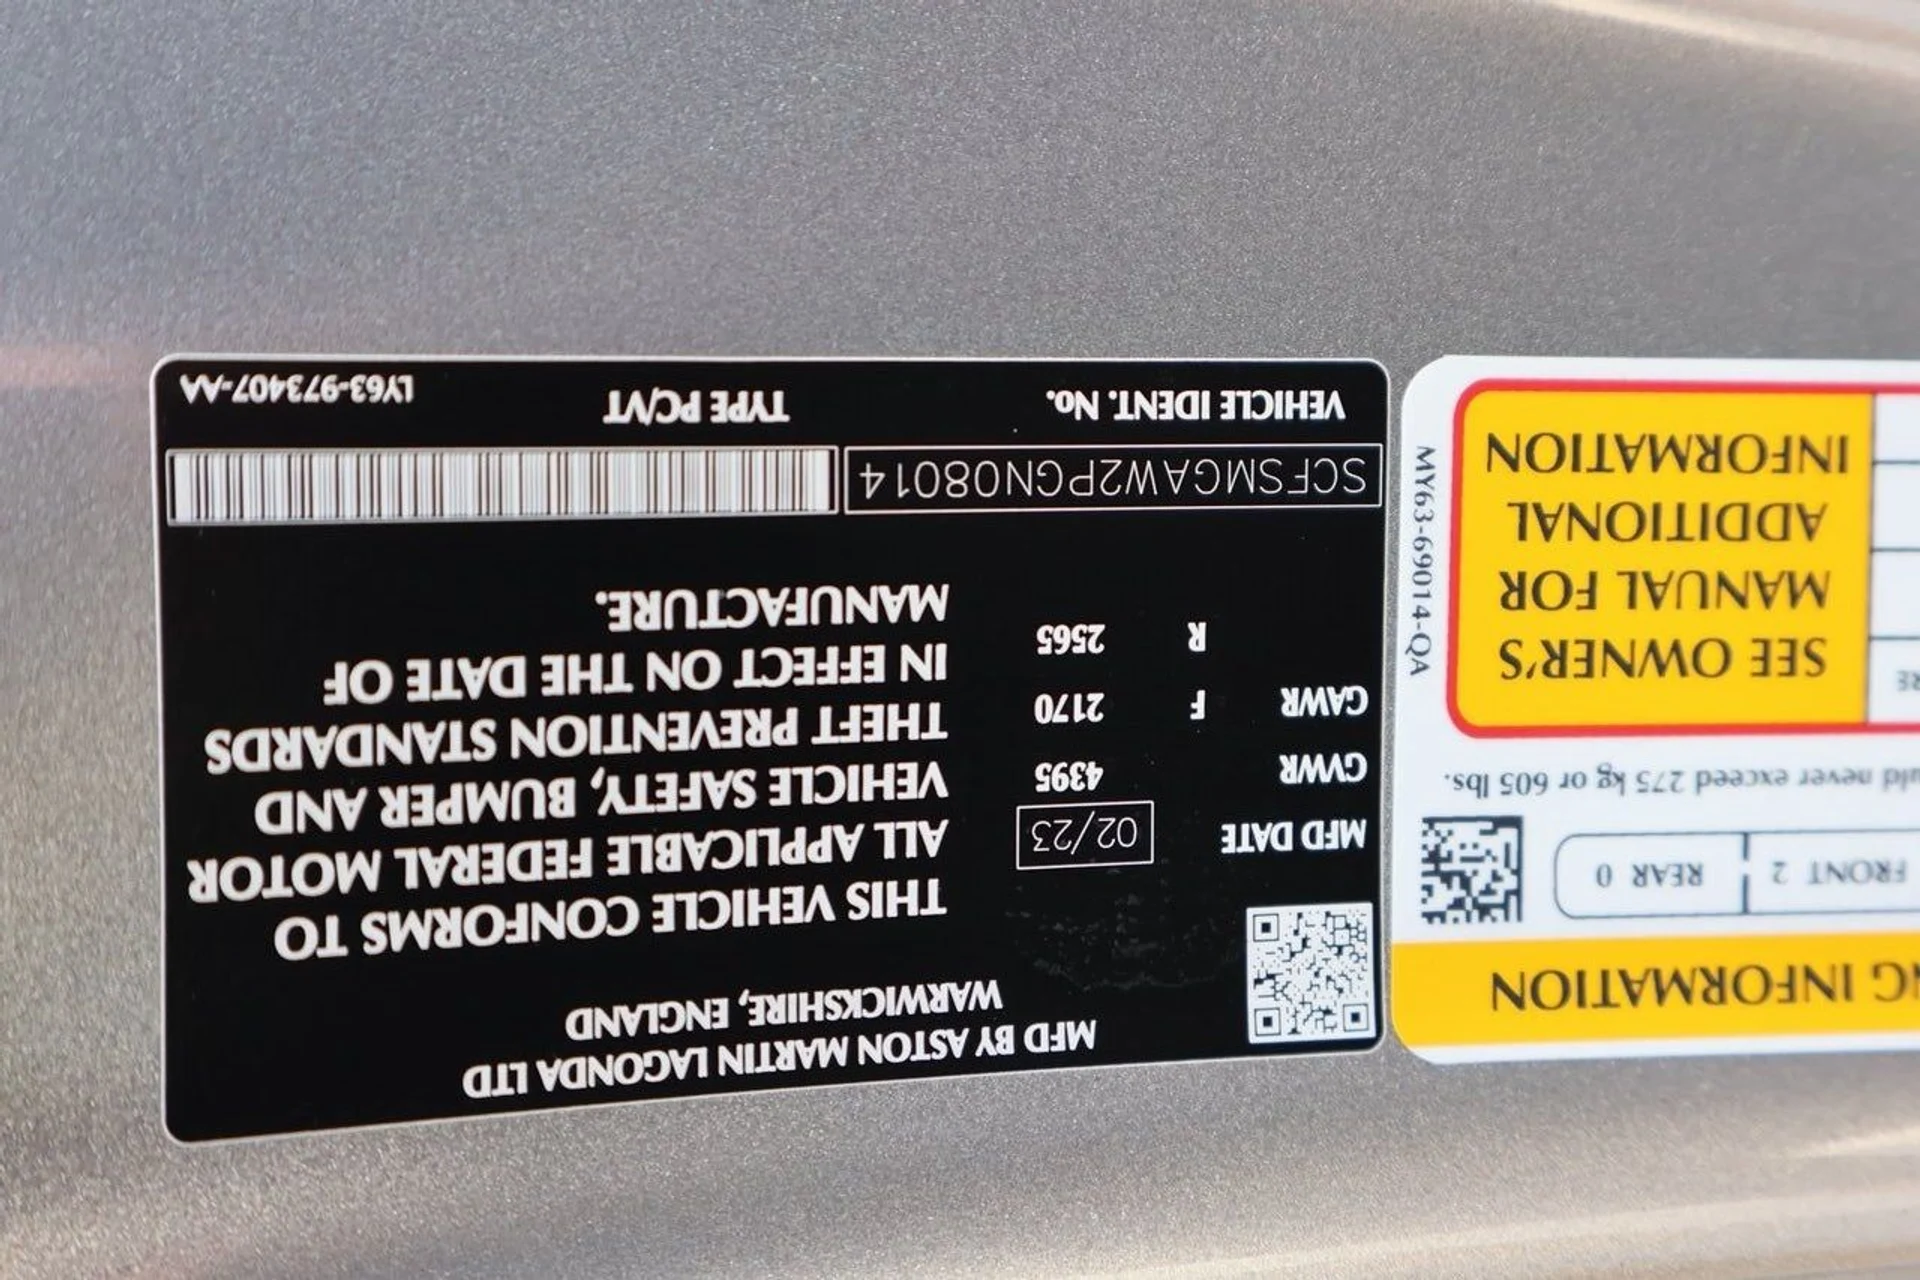 MFD BY ASTON MARTIN LAGONDA LTD
WARWICKSHIRE, ENGLAND
THIS VEHICLE CONFORMS TO
ALL APPLICABLE FEDERAL MOTOR
VEHICLE SAFETY, BUMPER AND
THEFT PREVENTION STANDARDS
IN EFFECT ON THE DATE OF
MANUFACTURE.
MFD DATE 02/23
GVWR 4395
GAWR F 2170
R 2565
SCFSMGAW2PGN08014
VEHICLE IDENT. No. TYPE PC/VT LY63-973407-AA
INFORMATION
FRONT 2 REAR 0
never exceed 275 kg or 605 lbs.
SEE OWNER'S
MANUAL FOR
ADDITIONAL
INFORMATION
MY63-69014-QA